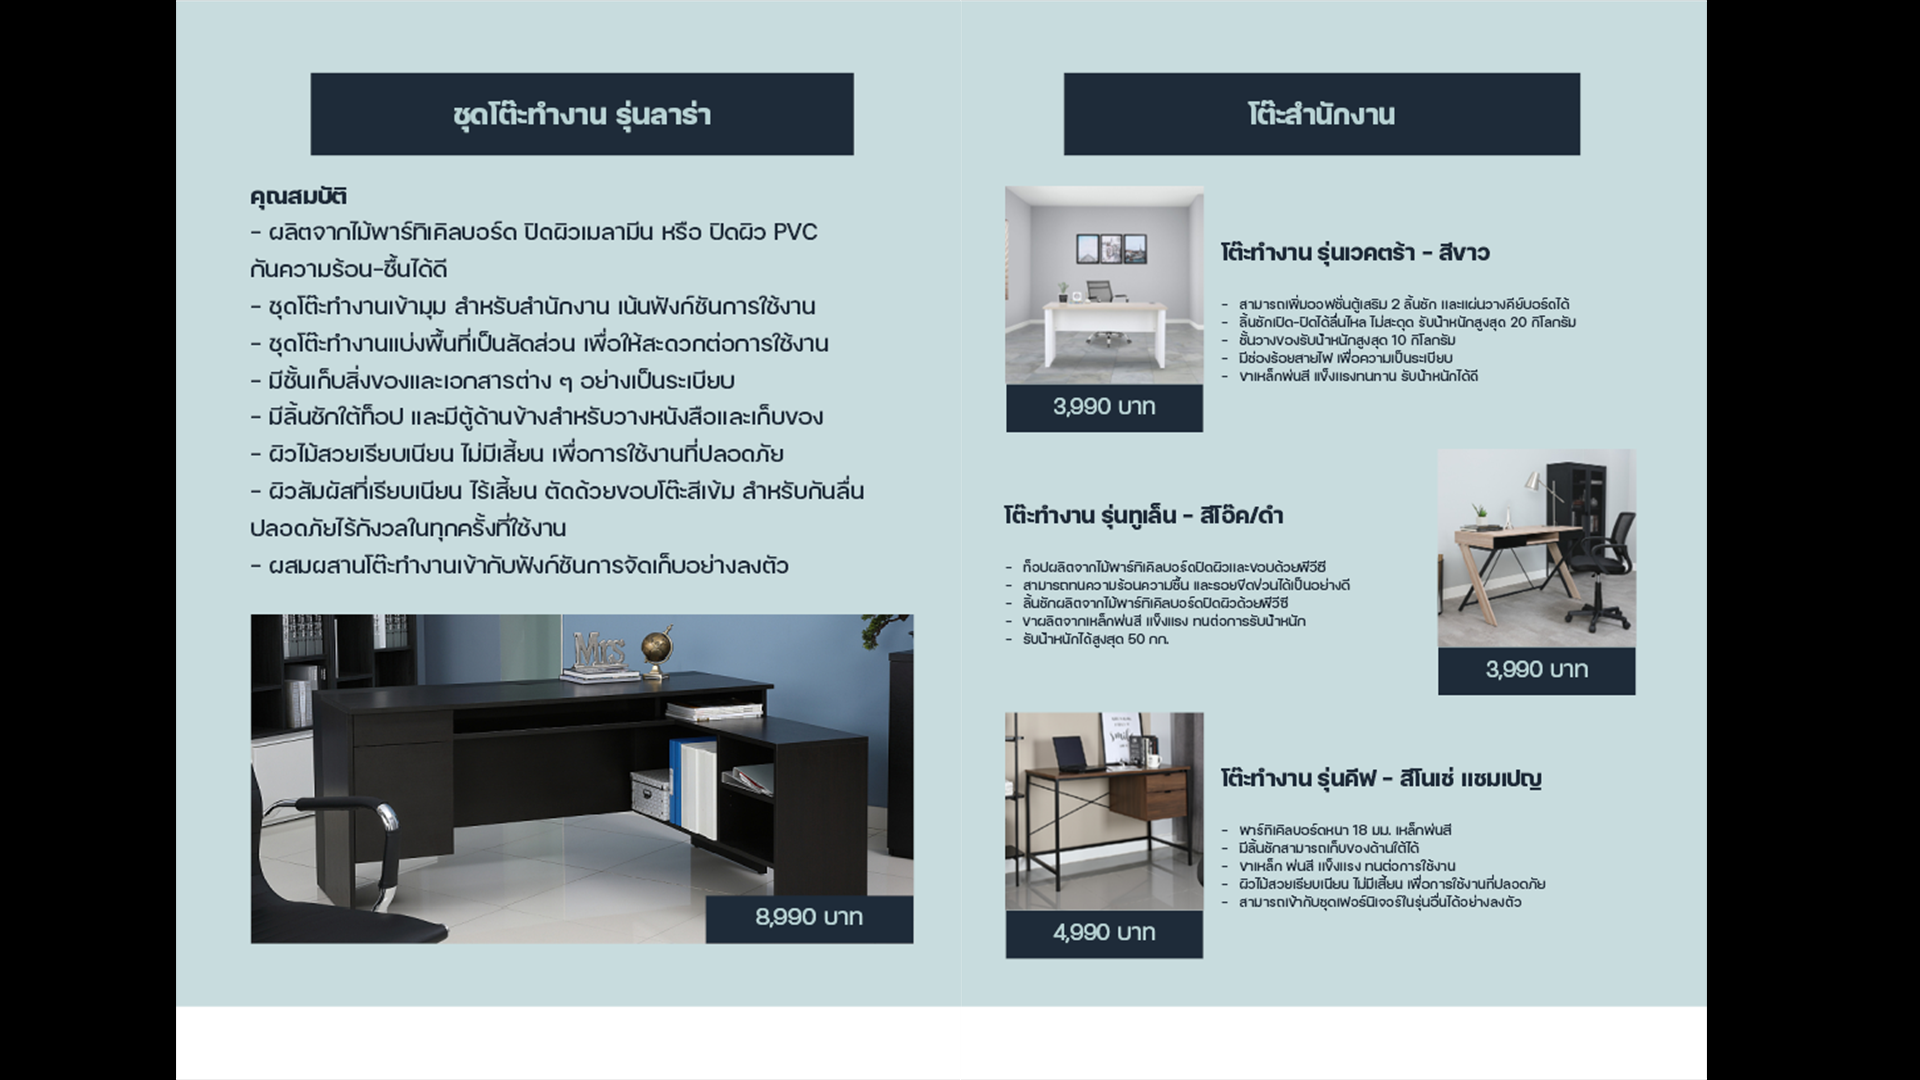 ชุดโต๊ะทำงาน รุ่นลาร่า
คุณสมบัติ
- ผลิตจากไม้พาร์ทิเคิลบอร์ด ปิดผิวเมลามีน หรือ ปิดผิว PVC
กันความร้อน-ชื้นได้ดี
- ชุดโต๊ะทำงานเข้ามุม สำหรับสำนักงาน เน้นฟังก์ชันการใช้งาน
- ชุดโต๊ะทำงานแบ่งพื้นที่เป็นสัดส่วน เพื่อให้สะดวกต่อการใช้งาน
- มีชั้นเก็บสิ่งของและเอกสารต่าง ๆ อย่างเป็นระเบียบ
- มีลิ้นชักใต้ท็อป และมีตู้ด้านข้างสำหรับวางหนังสือและเก็บของ
- ผิวไม้สวยเรียบเนียน ไม่มีเสี้ยน เพื่อการใช้งานที่ปลอดภัย
- ผิวสัมผัสที่เรียบเนียน ไร้เสี้ยน ตัดด้วยขอบโต๊ะสีเข้ม สำหรับกันลื่น
ปลอดภัยไร้กังวลในทุกครั้งที่ใช้งาน
- ผสมผสานโต๊ะทำงานเข้ากับฟังก์ชันการจัดเก็บอย่างลงตัว
Mrs
8,990 บาท
โต๊ะสำนักงาน
โต๊ะทำงาน รุ่นเวคตร้า - สีขาว
- สามารถเพิ่มออฟชั่นตู้เสริม 2 ลิ้นชัก และแผ่นวางคีย์บอร์ดได้
- ลิ้นชักเปิด-ปิดได้ลื่นไหล ไม่สะดุด รับน้ำหนักสูงสุด 20 กิโลกรัม
- ชั้นวางของรับน้ำหนักสูงสุด 10 กิโลกรัม
- มีช่องร้อยสายไฟ เพื่อความเป็นระเบียบ
- ขาเหล็กพ่นสี แข็งแรงทนทาน รับน้ำหนักได้ดี
3,990 บาท
โต๊ะทำงาน รุ่นทูเล็น - สีโอ๊ค/ดำ
- ท็อปผลิตจากไม้พาร์ทิเคิลบอร์ดปิดผิวและขอบด้วยพีวีซี
- สามารถทนความร้อนความชื้น และรอยขีดข่วนได้เป็นอย่างดี
- ลิ้นชักผลิตจากไม้พาร์ทิเคิลบอร์ดปิดผิวด้วยพีวีซี
- ขาผลิตจากเหล็กพ่นสี แข็งแรง ทนต่อการรับน้ำหนัก
- รับน้ำหนักได้สูงสุด 50 กก.
3,990 บาท
โต๊ะทำงาน รุ่นคีฟ - สีโนเช่ แชมเปญ
- พาร์ทิเคิลบอร์ดหนา 18 มม. เหล็กพ่นสี
- มีลิ้นชักสามารถเก็บของด้านใต้ได้
- ขาเหล็ก พ่นสี แข็งแรง ทนต่อการใช้งาน
- ผิวไม้สวยเรียบเนียน ไม่มีเสี้ยน เพื่อการใช้งานที่ปลอดภัย
- สามารถเข้ากับชุดเฟอร์นิเจอร์ในรุ่นอื่นได้อย่างลงตัว
4,990 บาท